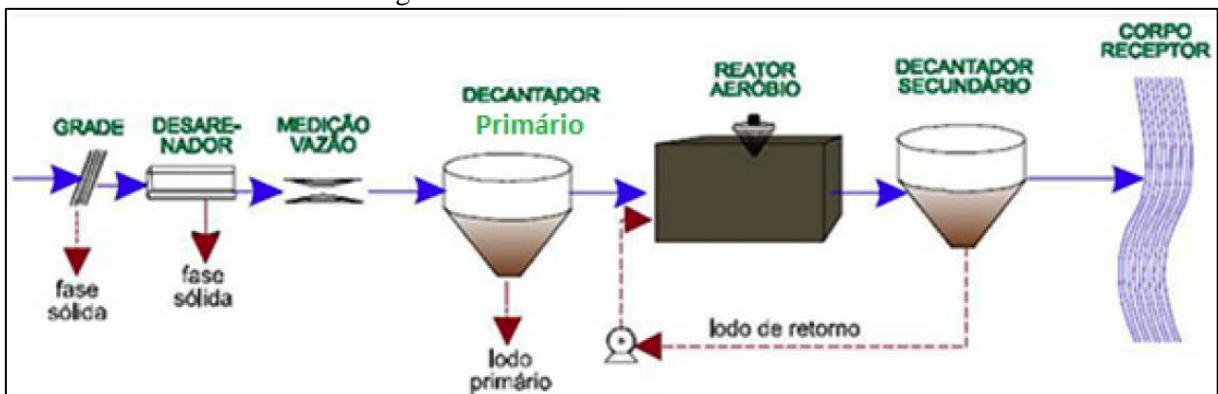 GRADE
DESARE-
NADOR
MEDIÇÃO
VAZÃO
DECANTADOR
Primário
REATOR
AERÓBIO
DECANTADOR
SECUNDÁRIO
CORPO
RECEPTOR
fase
sólida
fase
sólida
lodo
primário
lodo de retorno